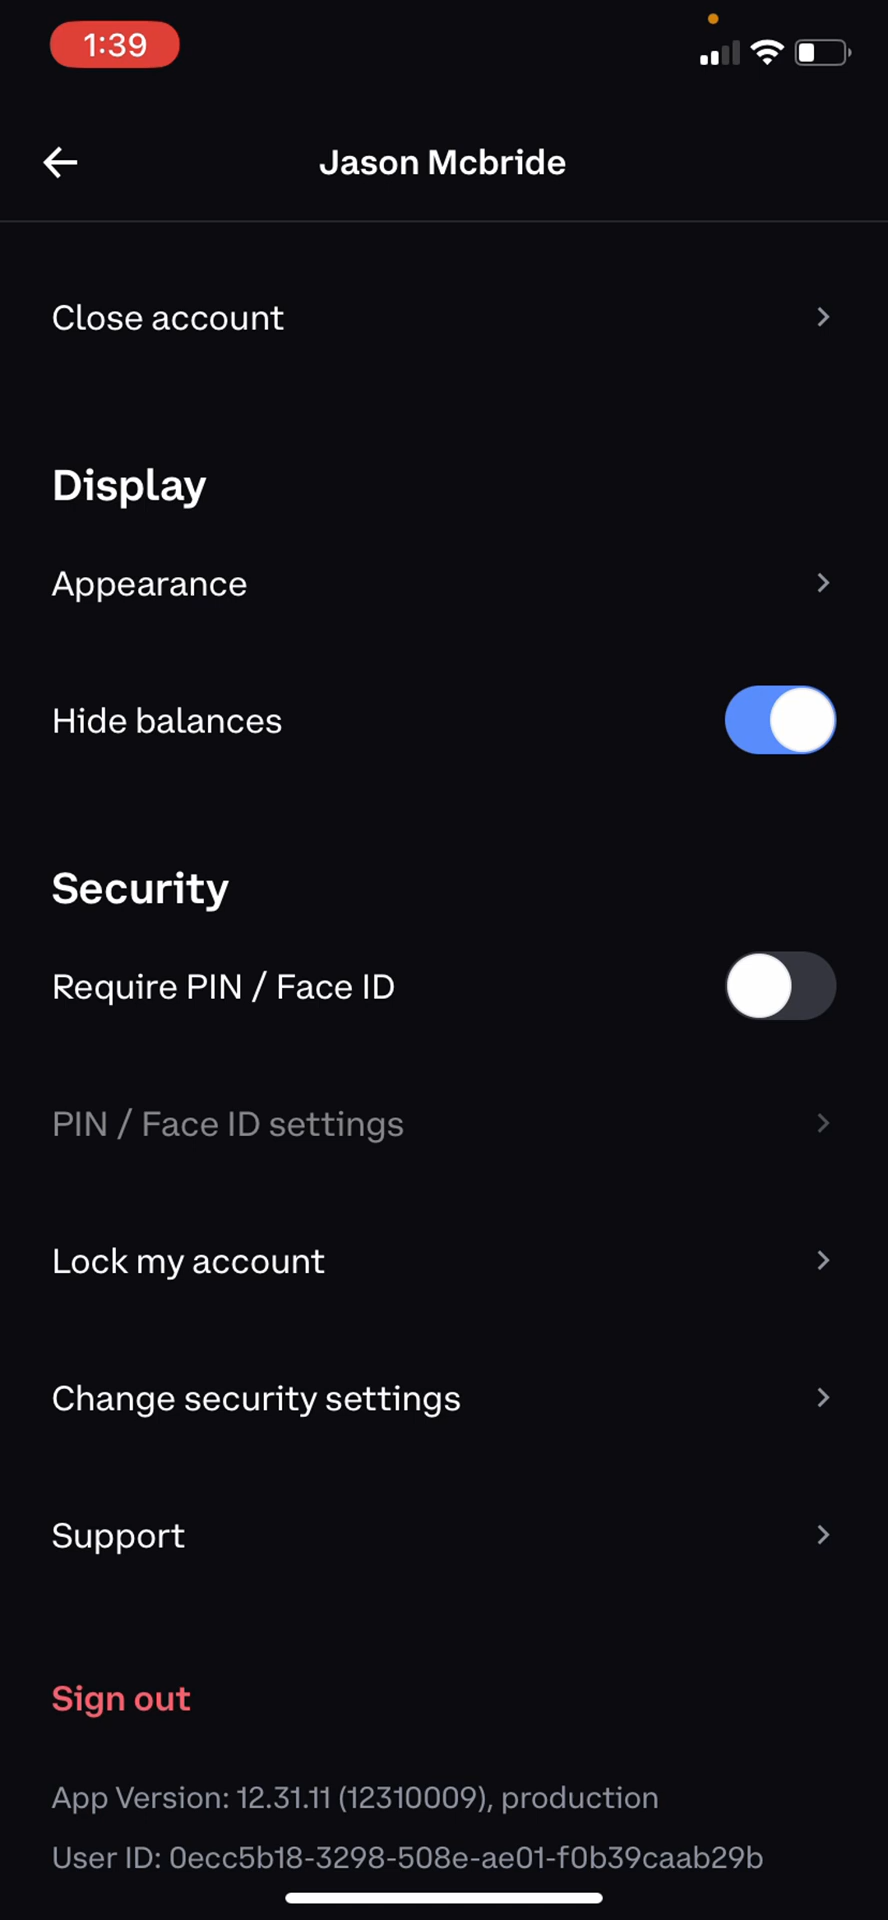 1:39
Jason Mcbride
Close account
Display
Appearance
Hide balances
Security
Require PIN / Face ID
PIN / Face ID settings
Lock my account
Change security settings
Support
Sign out
App Version: 12.31.11 (12310009), production
User ID: 0ecc5b18-3298-508e-ae01-f0b39caab29b